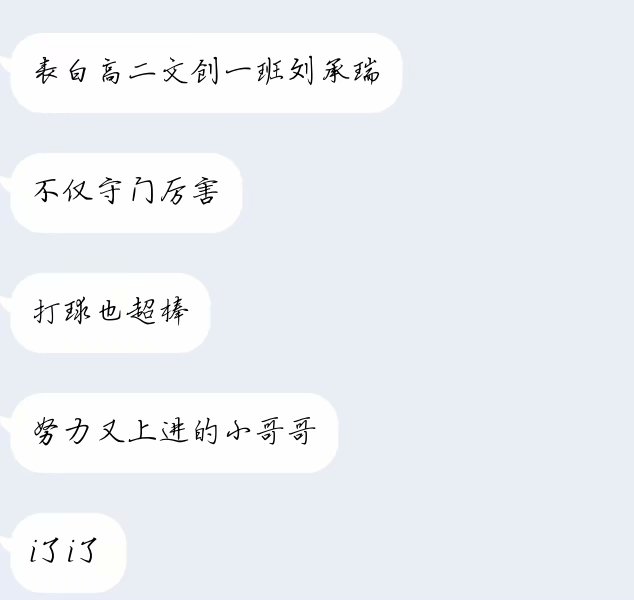 表白高二文创一班刘承瑞
不仅守门厉害
打球也超棒
努力又上进的小哥哥
i了i了